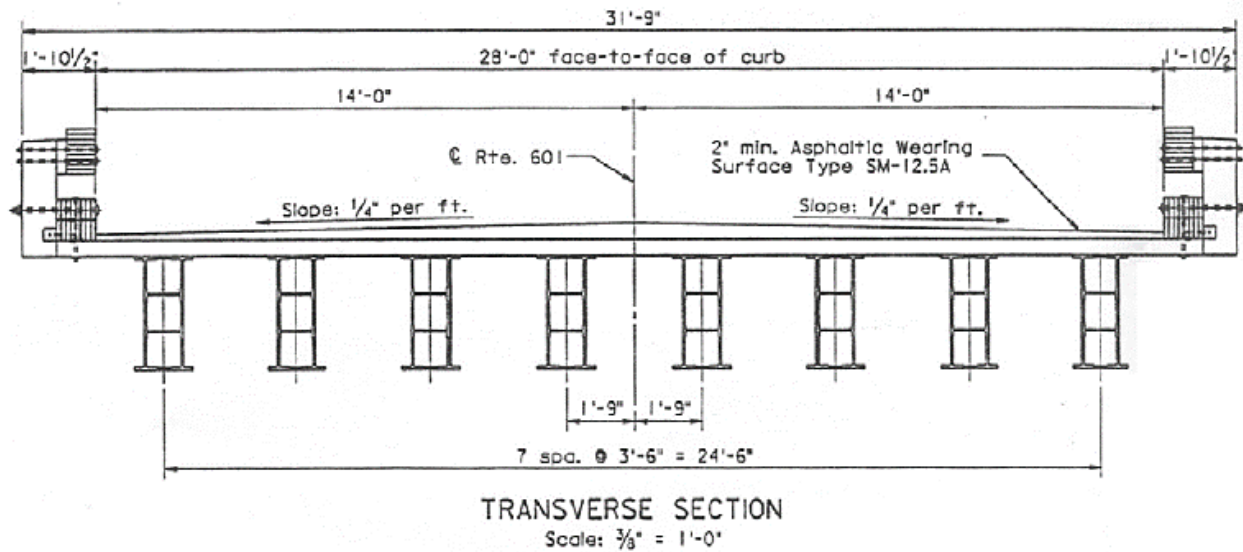 31'-9"
1'-10½"
28'-0" face-to-face of curb
1'-10½"
14'-0"
14'-0"
℄ Rte. 601
2" min. Asphaltic Wearing
Surface Type SM-12.5A
Slope: ¼" per ft.
Slope: ¼" per ft.
1'-9"
1'-9"
7 spa. @ 3'-6" = 24'-6"
TRANSVERSE SECTION
Scale: ⅜" = 1'-0"